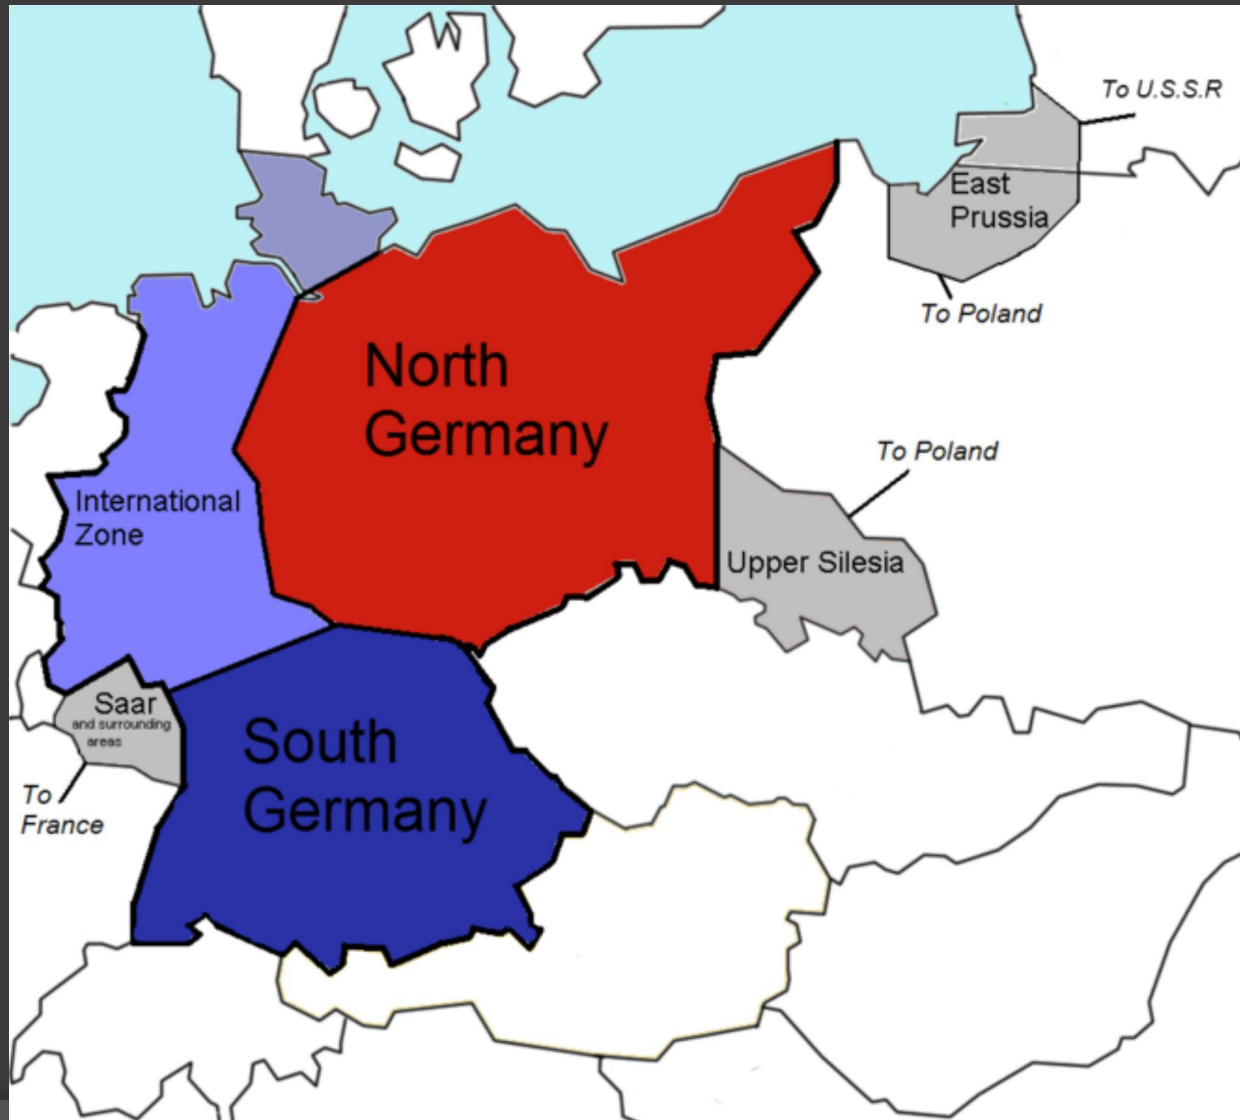 To U.S.S.R
East
Prussia
To Poland
North
Germany
To Poland
International
Zone
Upper Silesia
Saar
and surrounding
areas
South
Germany
To
France